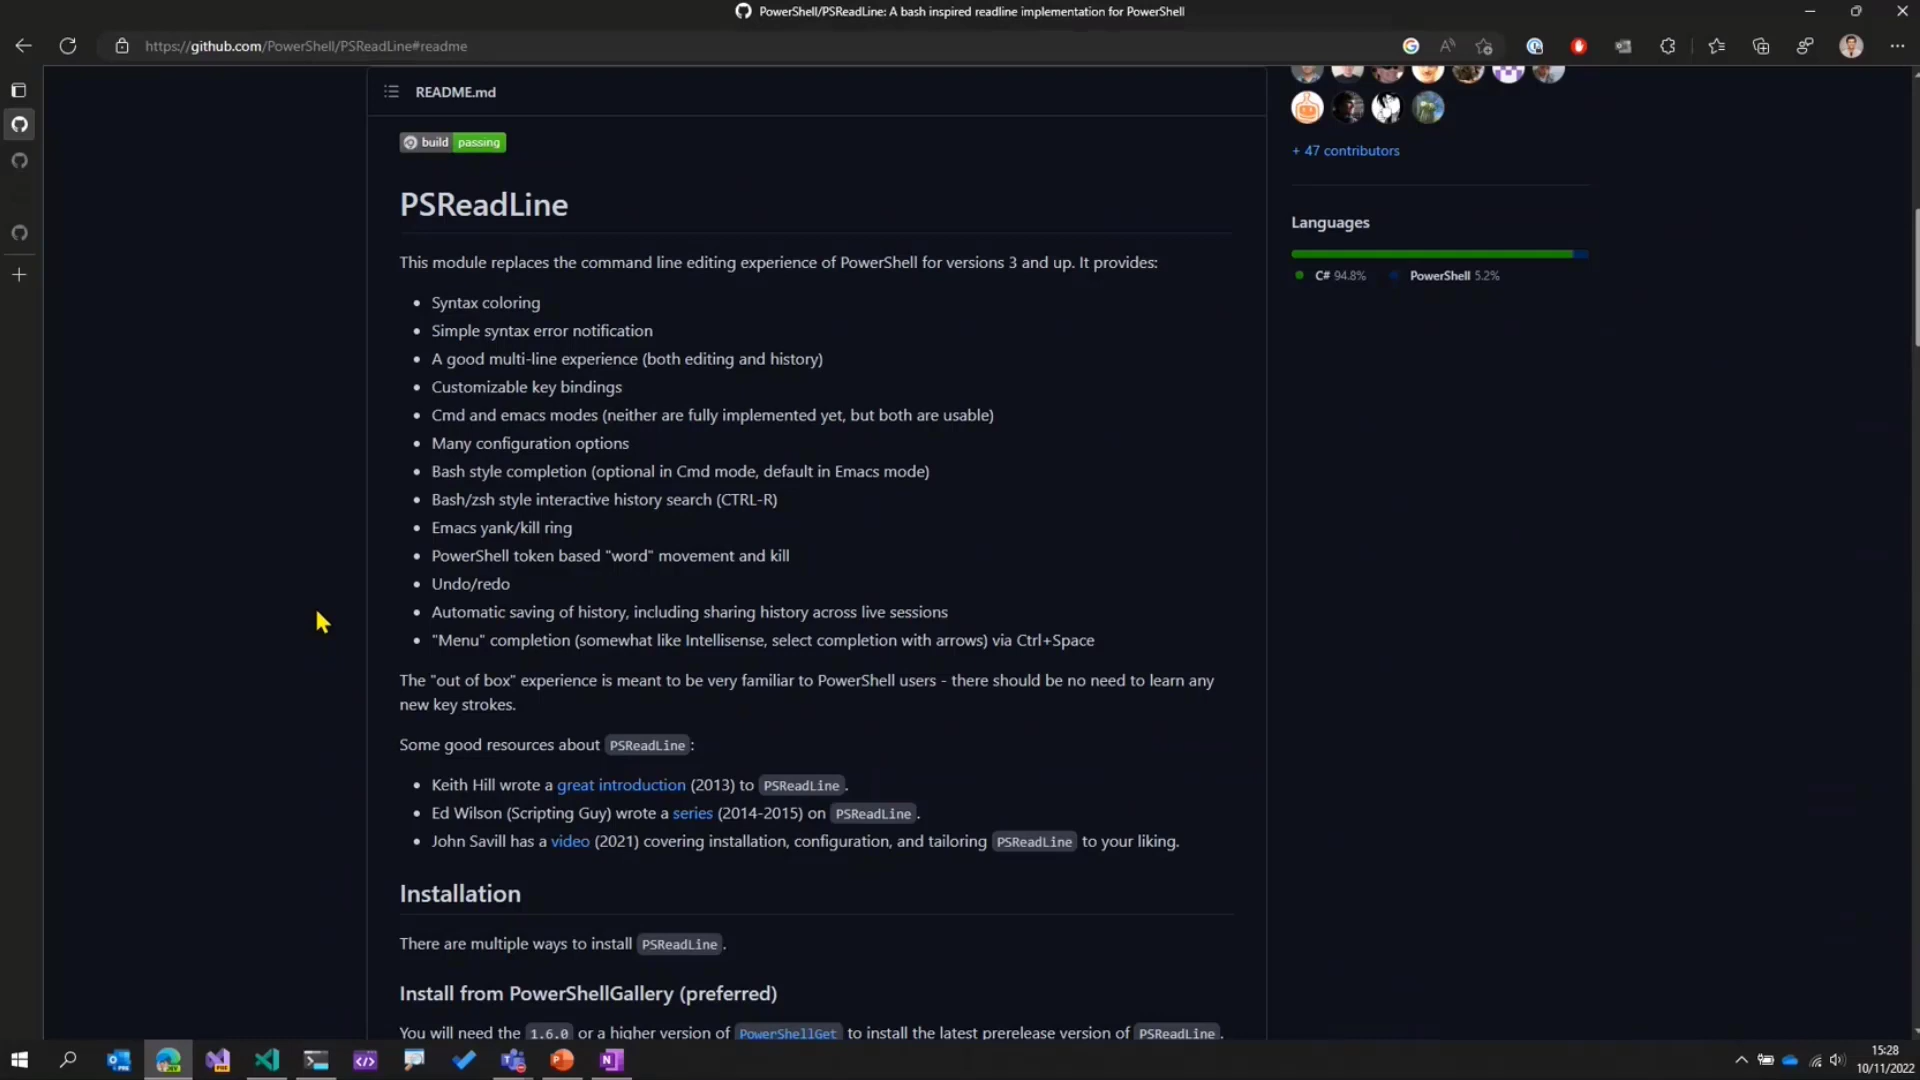 PowerShell/PSReadLine: A bash inspired readline implementation for PowerShell
https://github.com/PowerShell/PSReadLine#readme
README.md
build passing
+ 47 contributors
PSReadLine
Languages
This module replaces the command line editing experience of PowerShell for versions 3 and up. It provides:
C# 94.8% PowerShell 5.2%
• Syntax coloring
• Simple syntax error notification
• A good multi-line experience (both editing and history)
• Customizable key bindings
• Cmd and emacs modes (neither are fully implemented yet, but both are usable)
• Many configuration options
• Bash style completion (optional in Cmd mode, default in Emacs mode)
• Bash/zsh style interactive history search (CTRL-R)
• Emacs yank/kill ring
• PowerShell token based "word" movement and kill
• Undo/redo
• Automatic saving of history, including sharing history across live sessions
• "Menu" completion (somewhat like Intellisense, select completion with arrows) via Ctrl+Space
The "out of box" experience is meant to be very familiar to PowerShell users - there should be no need to learn any
new key strokes.
Some good resources about PSReadLine:
• Keith Hill wrote a great introduction (2013) to PSReadLine.
• Ed Wilson (Scripting Guy) wrote a series (2014-2015) on PSReadLine.
• John Savill has a video (2021) covering installation, configuration, and tailoring PSReadLine to your liking.
Installation
There are multiple ways to install PSReadLine.
Install from PowerShellGallery (preferred)
You will need the 1.6.0 or a higher version of PowerShellGet to install the latest prerelease version of PSReadLine.
15:28
10/11/2022